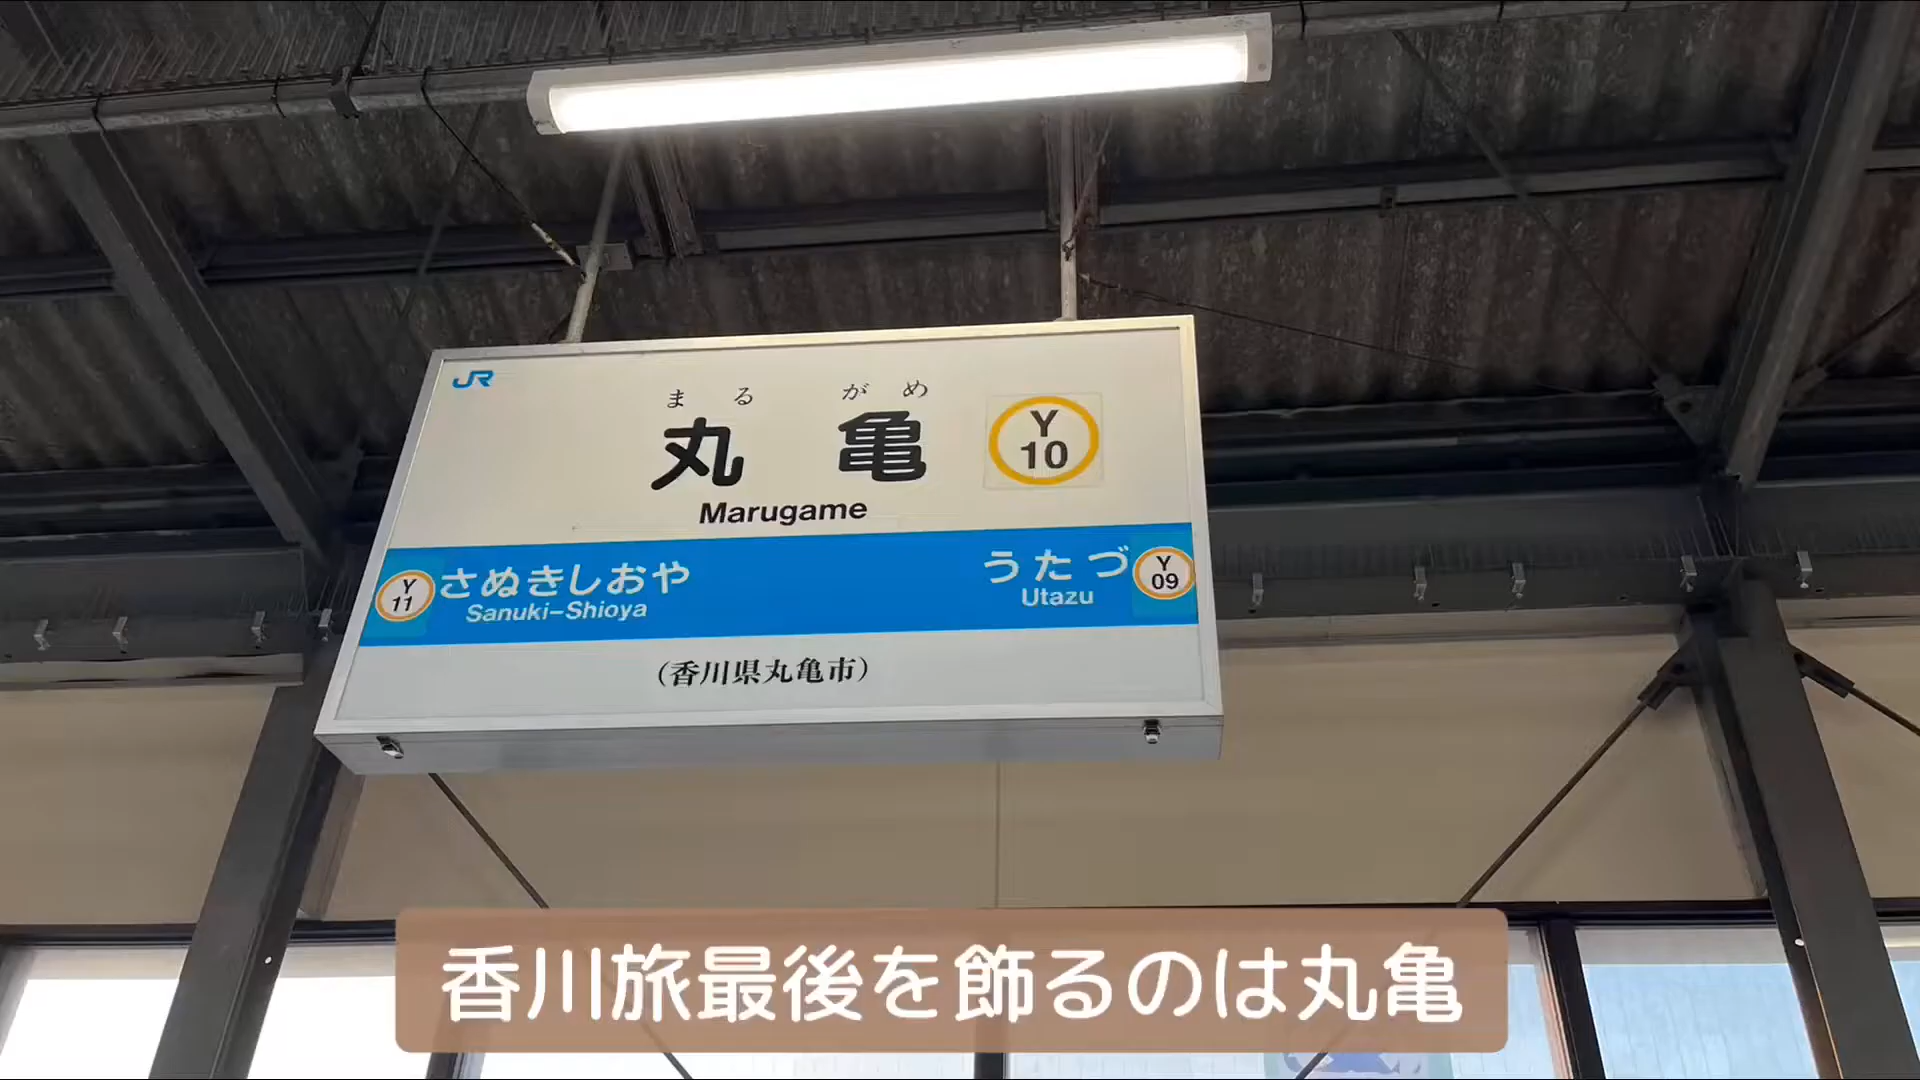 JR
まるがめ
丸亀
Y
10
Marugame
Y
11
さぬきしおや
Sanuki-Shioya
うたづ
Utazu
Y
09
(香川県丸亀市)
香川旅最後を飾るのは丸亀